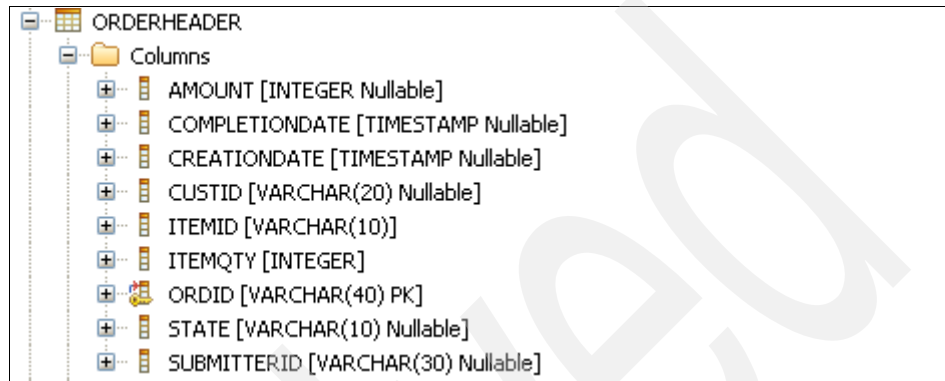 ORDERHEADER
Columns
AMOUNT [INTEGER Nullable]
COMPLETIONDATE [TIMESTAMP Nullable]
CREATIONDATE [TIMESTAMP Nullable]
CUSTID [VARCHAR(20) Nullable]
ITEMID [VARCHAR(10)]
ITEMQTY [INTEGER]
ORDID [VARCHAR(40) PK]
STATE [VARCHAR(10) Nullable]
SUBMITTERID [VARCHAR(30) Nullable]